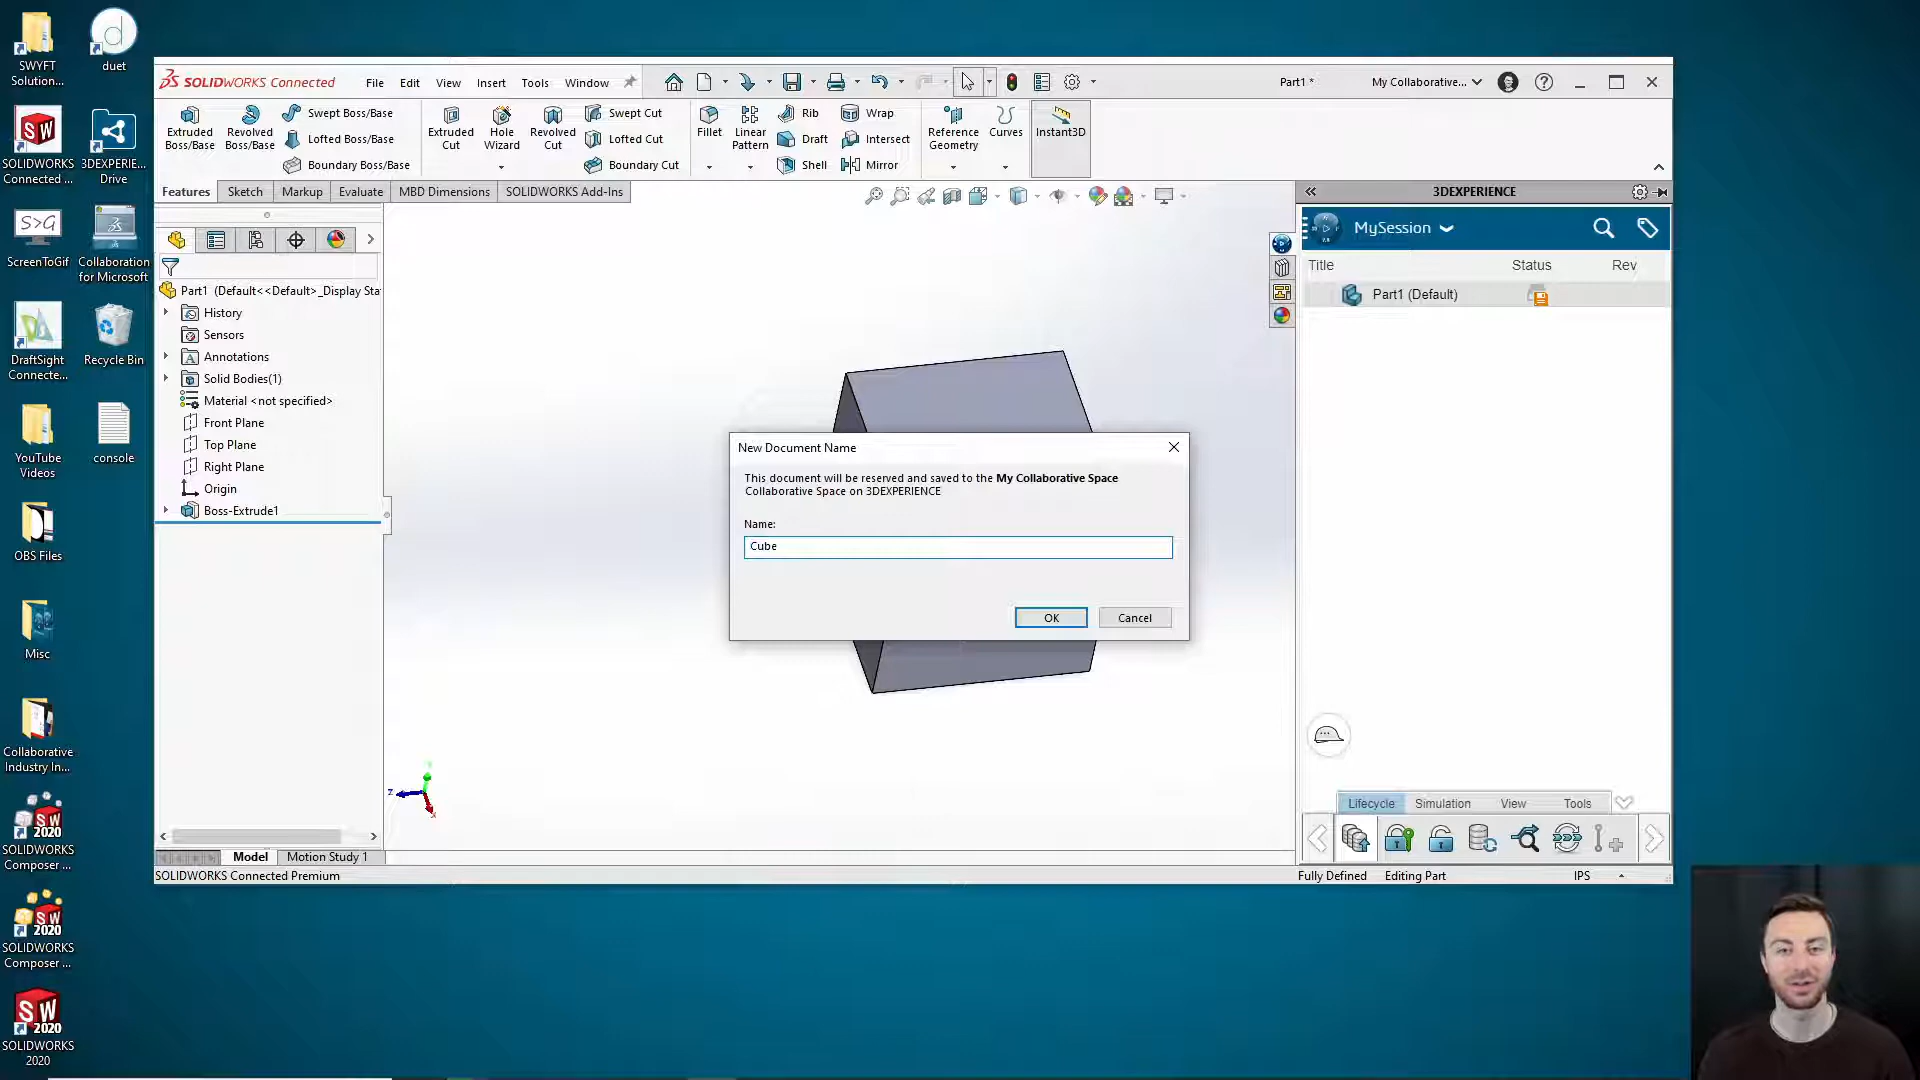 SWYFT
Solution...
duet
SOLIDWORKS
Connected ...
3DEXPERIE...
Drive
S>G
ScreenToGif
Collaboration
for Microsoft
DraftSight
Connecte...
Recycle Bin
YouTube
Videos
console
OBS Files
Misc
Collaborative
Industry In...
2020
SOLIDWORKS
Composer ...
2020
SOLIDWORKS
Composer ...
SW
2020
SOLIDWORKS
2020
SOLIDWORKS Connected
File Edit View Insert Tools Window
Part1 *
My Collaborative...
Extruded
Boss/Base
Revolved
Boss/Base
Swept Boss/Base
Lofted Boss/Base
Boundary Boss/Base
Extruded
Cut
Hole
Wizard
Revolved
Cut
Swept Cut
Lofted Cut
Boundary Cut
Fillet
Linear
Pattern
Rib
Draft
Shell
Wrap
Intersect
Mirror
Reference
Geometry
Curves
Instant3D
Features Sketch Markup Evaluate MBD Dimensions SOLIDWORKS Add-Ins
Part1 (Default<<Default>_Display Sta
History
Sensors
Annotations
Solid Bodies(1)
Material <not specified>
Front Plane
Top Plane
Right Plane
Origin
Boss-Extrude1
New Document Name
This document will be reserved and saved to the My Collaborative Space
Collaborative Space on 3DEXPERIENCE
Name:
Cube
OK Cancel
3DEXPERIENCE
MySession
Title Status Rev
Part1 (Default)
Lifecycle Simulation View Tools
Model Motion Study 1
SOLIDWORKS Connected Premium
Fully Defined Editing Part IPS